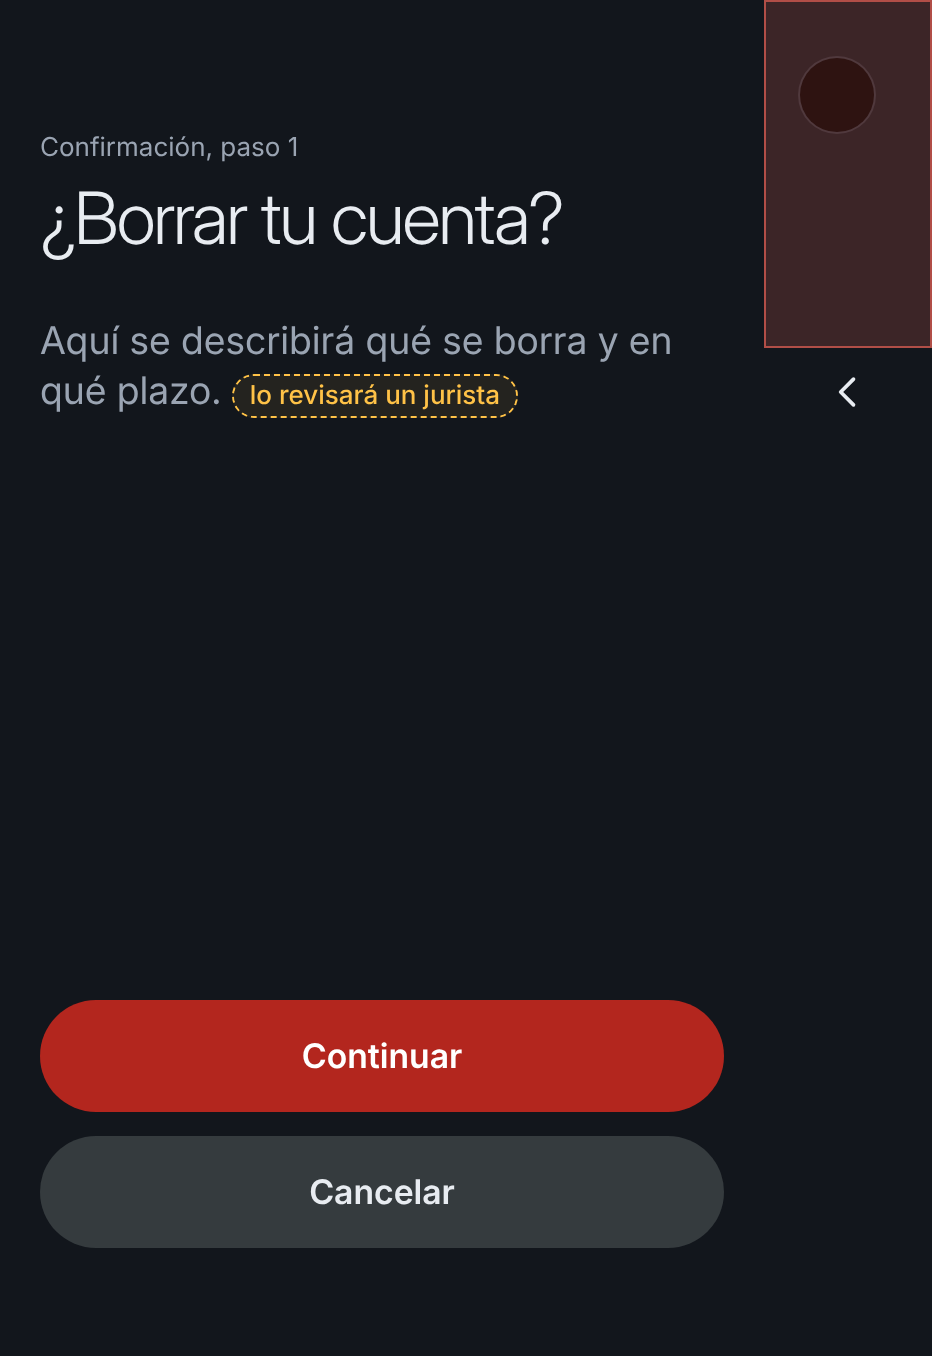 Confirmación, paso 1
¿Borrar tu cuenta?
Aquí se describirá qué se borra y en
qué plazo. lo revisará un jurista
Continuar
Cancelar